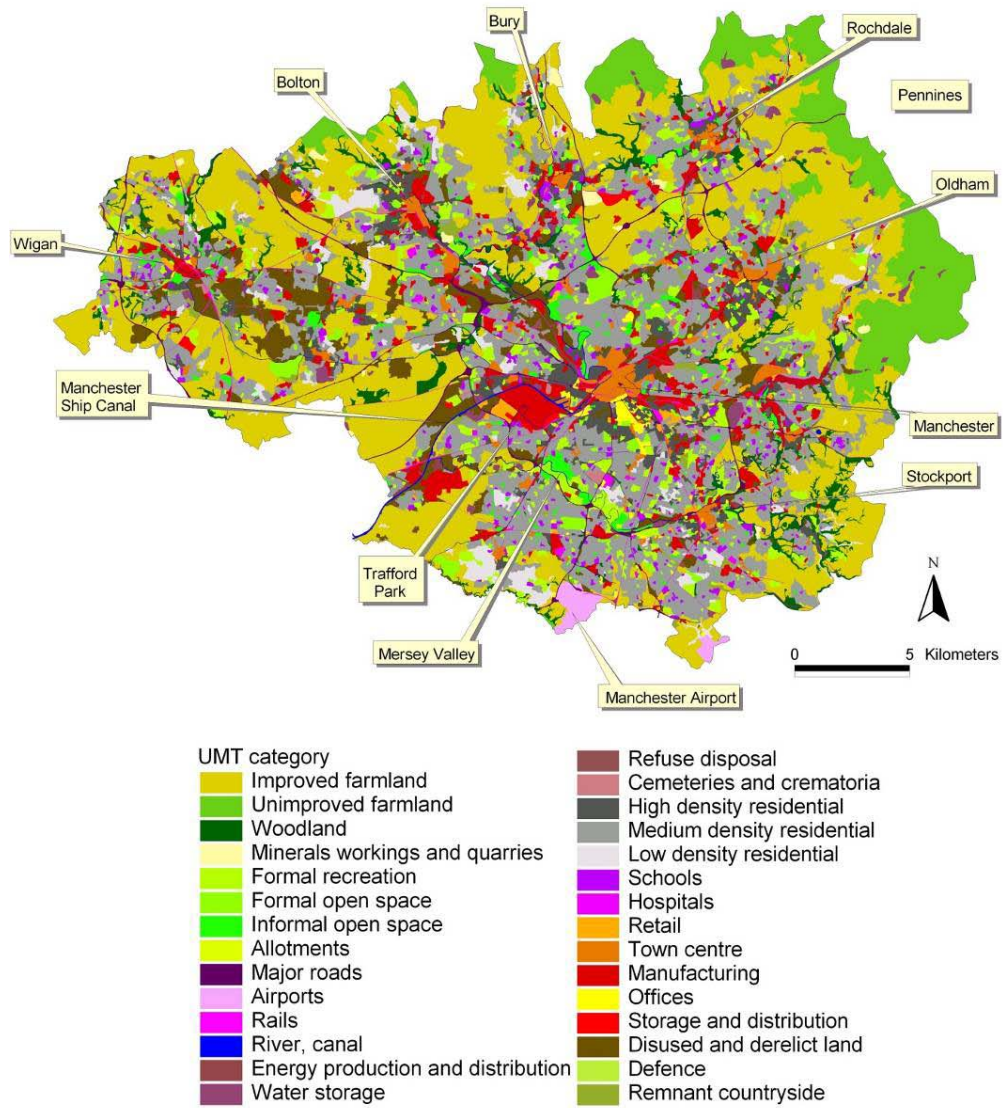 Bury
Rochdale
Bolton
Pennines
Oldham
Wigan
Manchester
Ship Canal
Manchester
Stockport
Trafford
Park
N
0 5 Kilometers
Mersey Valley
Manchester Airport
UMT category
Improved farmland
Unimproved farmland
Woodland
Minerals workings and quarries
Formal recreation
Formal open space
Informal open space
Allotments
Major roads
Airports
Rails
River, canal
Energy production and distribution
Water storage
Refuse disposal
Cemeteries and crematoria
High density residential
Medium density residential
Low density residential
Schools
Hospitals
Retail
Town centre
Manufacturing
Offices
Storage and distribution
Disused and derelict land
Defence
Remnant countryside